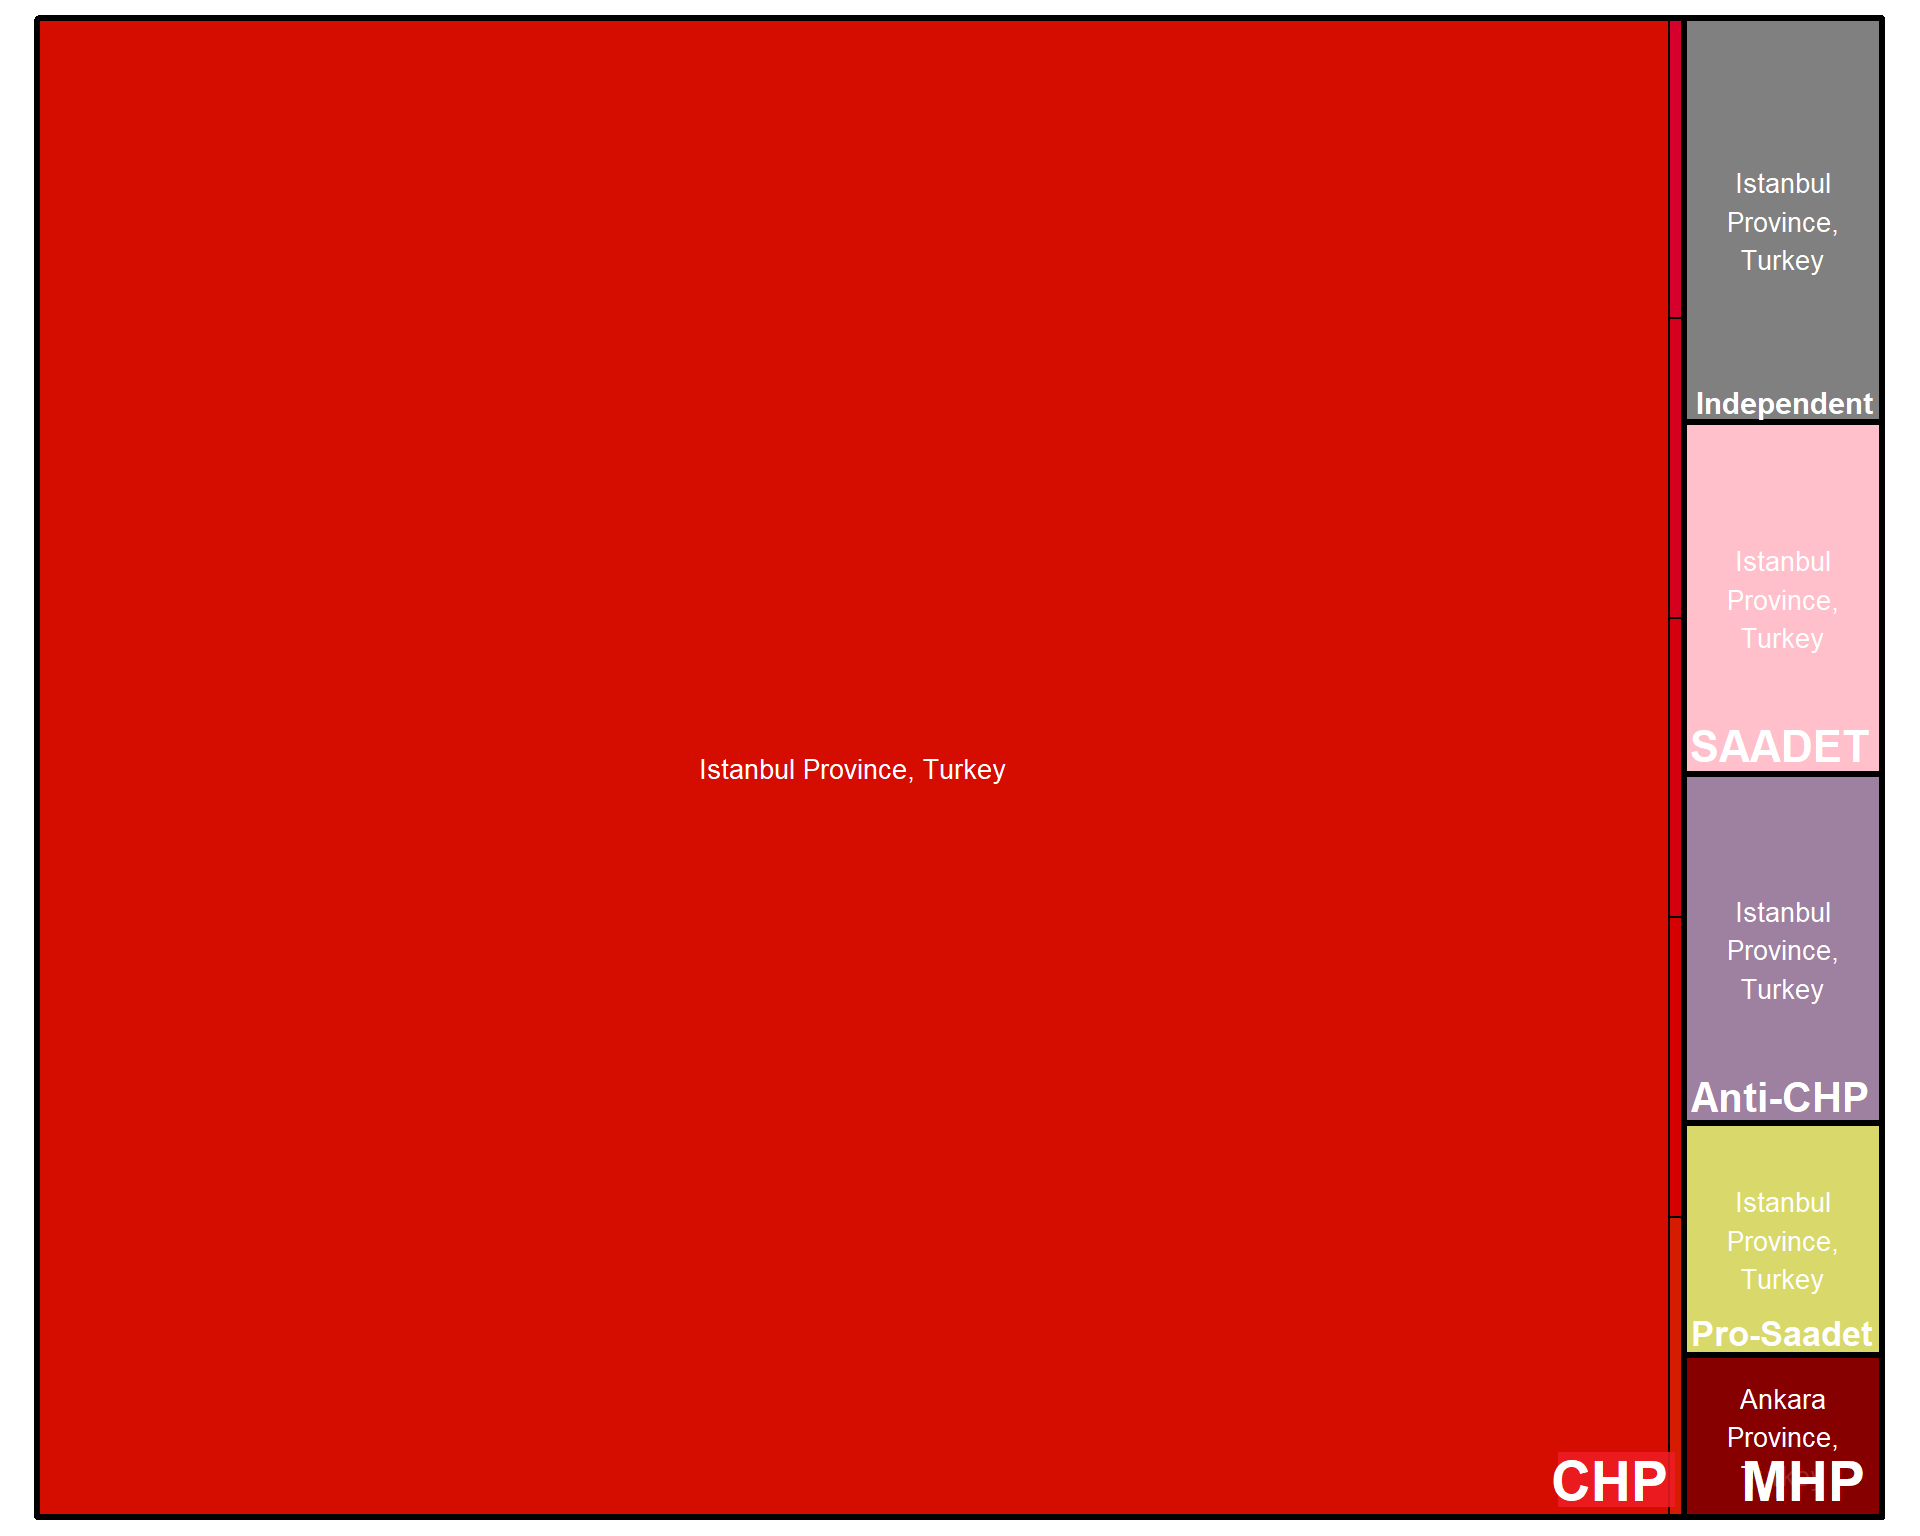 Istanbul Province, Turkey
CHP
Istanbul
Province,
Turkey
Independent
Istanbul
Province,
Turkey
SAADET
Istanbul
Province,
Turkey
Anti-CHP
Istanbul
Province,
Turkey
Pro-Saadet
Ankara
Province,
MHP